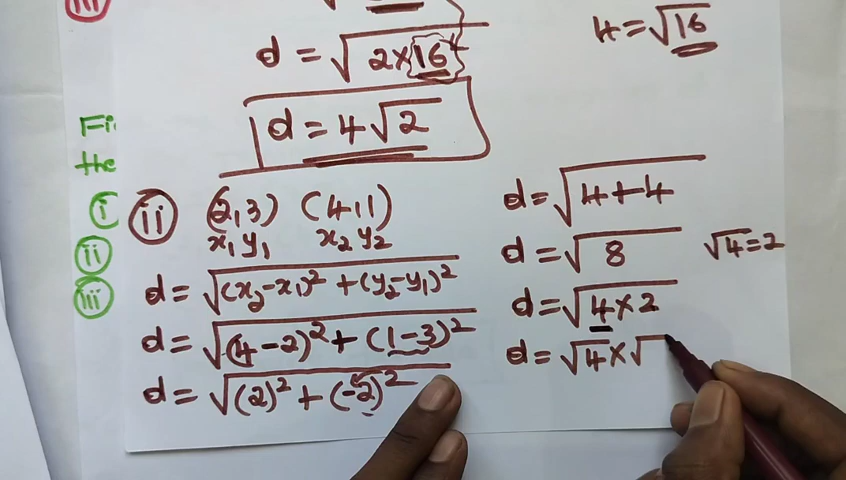 d = √2×16
4 = √16
d = 4√2
Fi
the
i
ii
iii
ii (2,3) (4,1)
x₁ y₁ x₂ y₂
d = √(x₂-x₁)² + (y₂-y₁)²
d = √(4-2)² + (1-3)²
d = √(2)² + (-2)²
d = √4+4
d = √8 √4=2
d = √4×2
d = √4×√